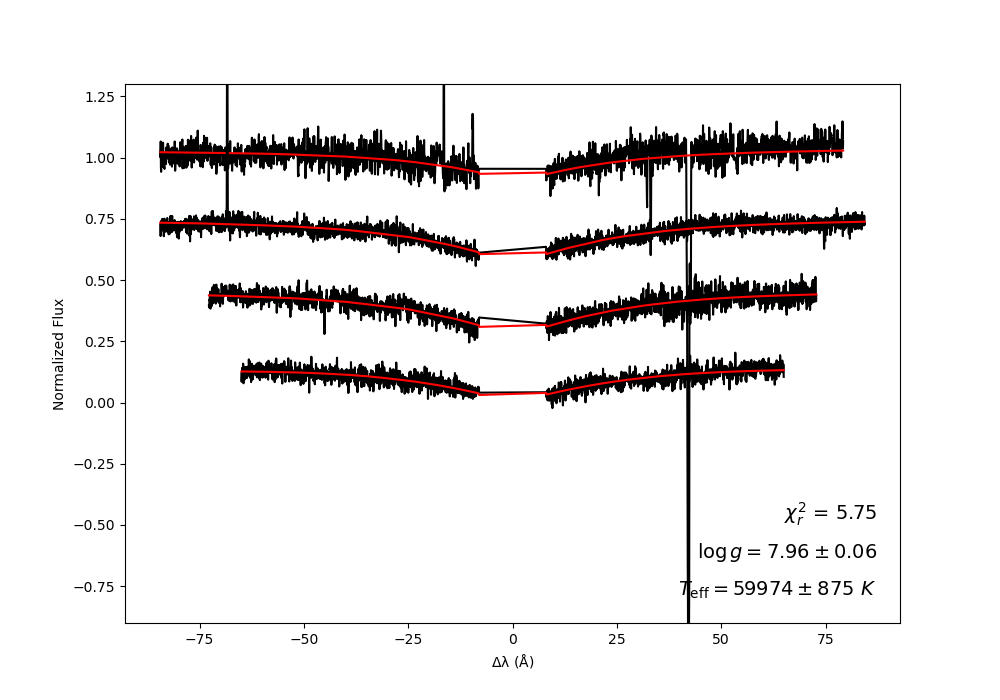 1.25
1.00
0.75
0.50
0.25
0.00
−0.25
−0.50
−0.75
Normalized Flux
χ²ᵣ = 5.75
log g = 7.96 ± 0.06
T_eff = 59974 ± 875 K
−75 −50 −25 0 25 50 75
Δλ (Å)